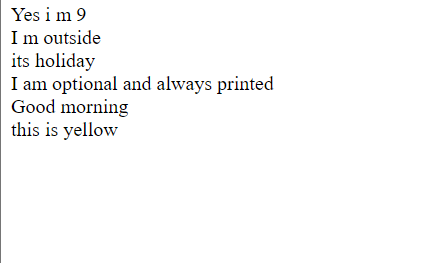 Yes i m 9
I m outside
its holiday
I am optional and always printed
Good morning
this is yellow